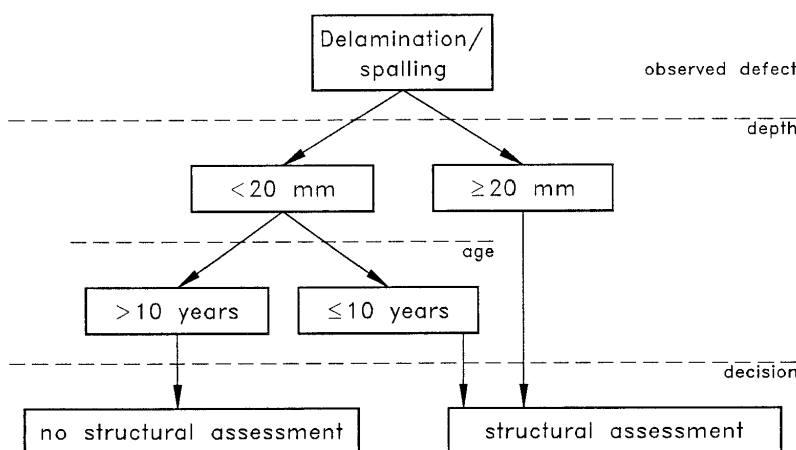 Delamination/
spalling
observed defect
depth
<20 mm
≥20 mm
age
>10 years
≤10 years
decision
no structural assessment
structural assessment